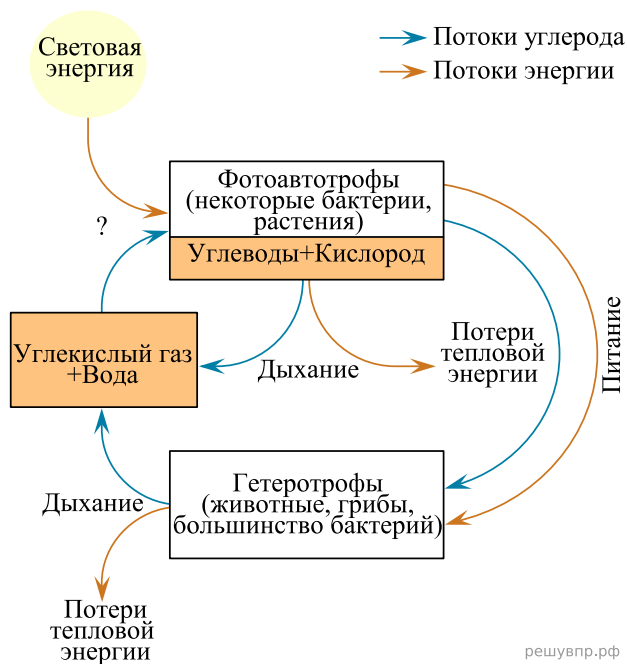 Световая
энергия
Потоки углерода
Потоки энергии
Фотоавтотрофы
(некоторые бактерии,
растения)
Углеводы+Кислород
?
Углекислый газ
+Вода
Дыхание
Потери
тепловой
энергии
Питание
Гетеротрофы
(животные, грибы,
большинство бактерий)
Дыхание
Потери
тепловой
энергии
решувпр.рф